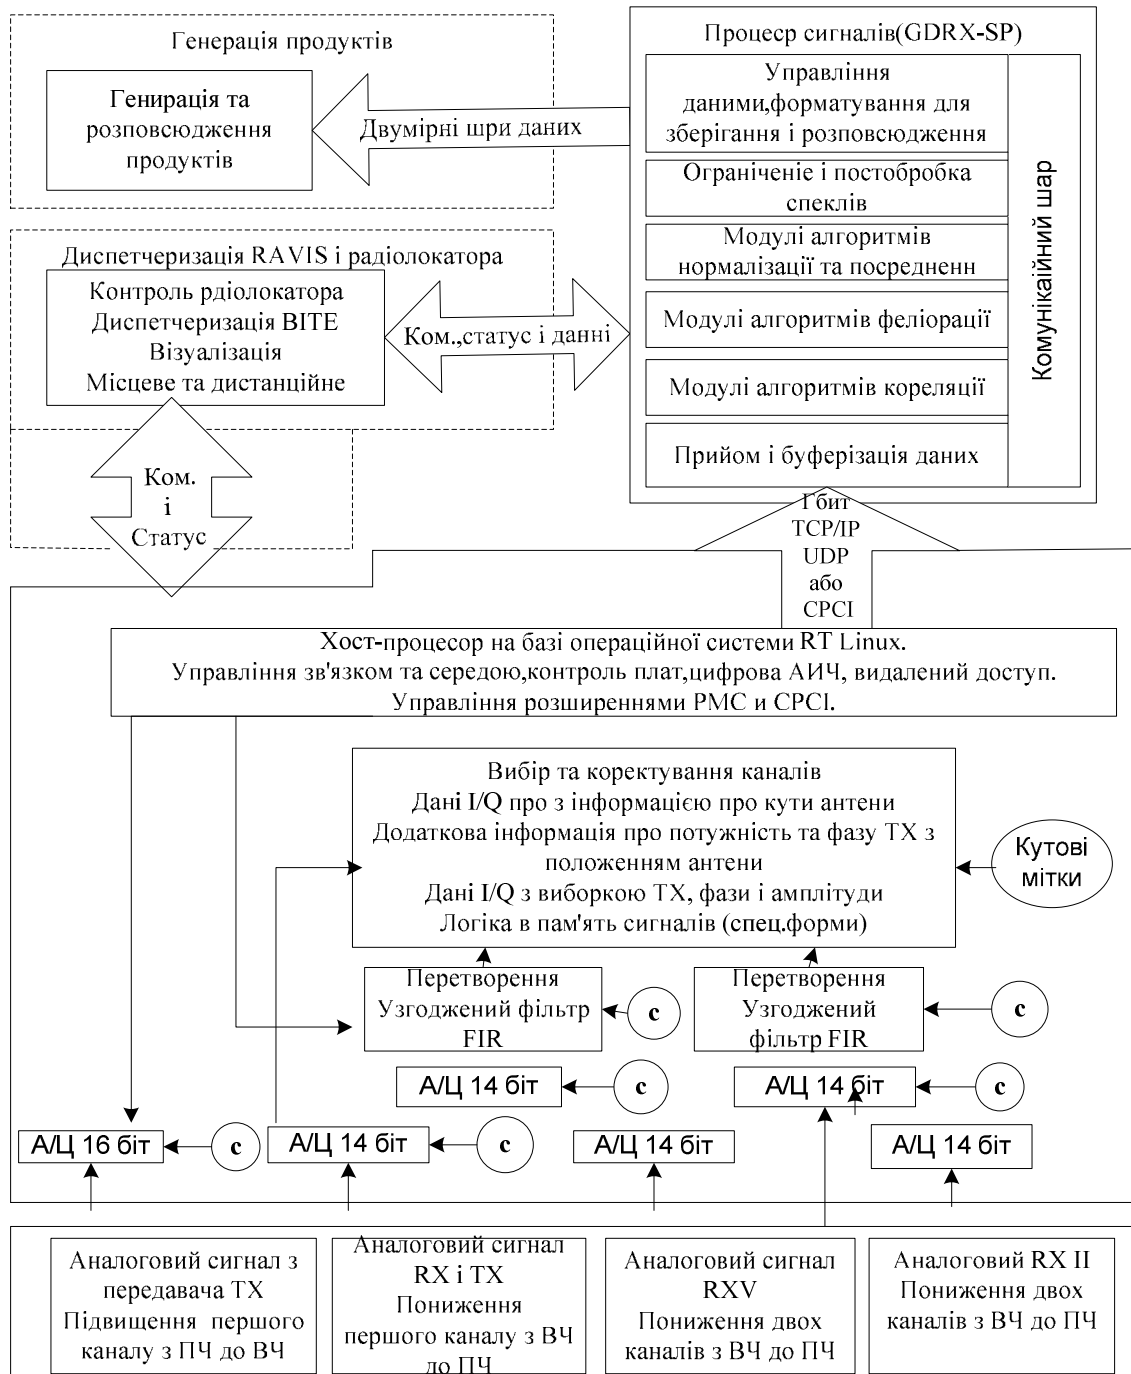 Генерація продуктів
Генирація та
розповсюдження
продуктів
Двумірні шри даних
Процеср сигналів(GDRX-SP)
Управління
даними,форматування для
зберігання і розповсюдження
Ограніченіе і постобробка
спеклів
Модулі алгоритмів
нормалізації та посредненн
Модулі алгоритмів феліорації
Модулі алгоритмів кореляції
Прийом і буферізація даних
Комунікаійний шар
Диспетчеризація RAVIS і радіолокатора
Контроль рдіолокатора
Диспетчеризація BITE
Візуалізація
Місцеве та дистанційне
Ком.,статус і данні
Ком.
і
Статус
Гбит
TCP/IP
UDP
або
CPCI
Хост-процесор на базі операційної системи RT Linux.
Управління зв'язком та середою,контроль плат,цифрова АИЧ, видалений доступ.
Управління розширеннями PMC и CPCI.
Вибір та коректування каналів
Дані I/Q про з інформацією про кути антени
Додаткова інформація про потужність та фазу TX з
положенням антени
Дані I/Q з виборкою TX, фази і амплітуди
Логіка в пам'ять сигналів (спец.форми)
Кутові
мітки
Перетворення
Узгоджений фільтр
FIR
с
Перетворення
Узгоджений
фільтр FIR
с
А/Ц 14 біт
с
А/Ц 14 біт
с
А/Ц 16 біт
с
А/Ц 14 біт
с
А/Ц 14 біт
А/Ц 14 біт
Аналоговий сигнал з
передавача TX
Підвищення першого
каналу з ПЧ до ВЧ
Аналоговий сигнал
RX і TX
Пониження
першого каналу з ВЧ
до ПЧ
Аналоговий сигнал
RXV
Пониження двох
каналів з ВЧ до ПЧ
Аналоговий RX II
Пониження двох
каналів з ВЧ до ПЧ